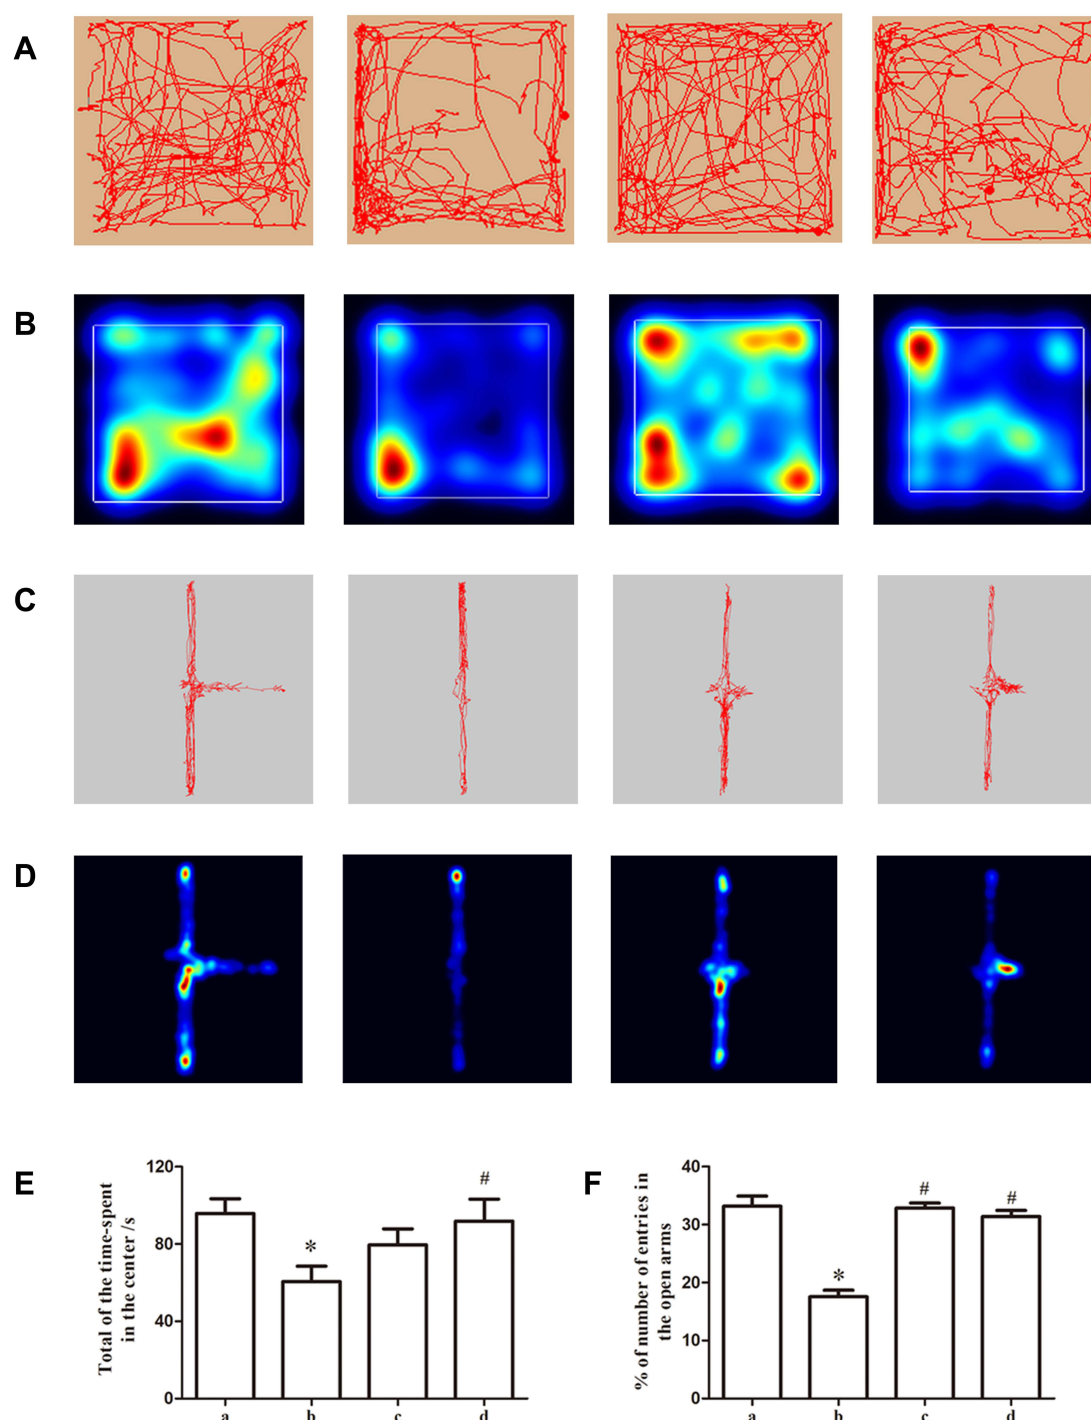 A
B
C
D
E
Total of the time-spent
in the center /s
120
80
40
0
*
#
a
b
c
d
F
% of number of entries in
the open arms
40
30
20
10
0
*
#
#
a
b
c
d